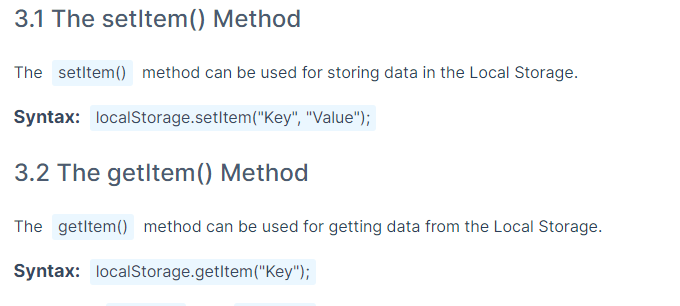 3.1 The setItem() Method
The setItem() method can be used for storing data in the Local Storage.
Syntax: localStorage.setItem("Key", "Value");
3.2 The getItem() Method
The getItem() method can be used for getting data from the Local Storage.
Syntax: localStorage.getItem("Key");